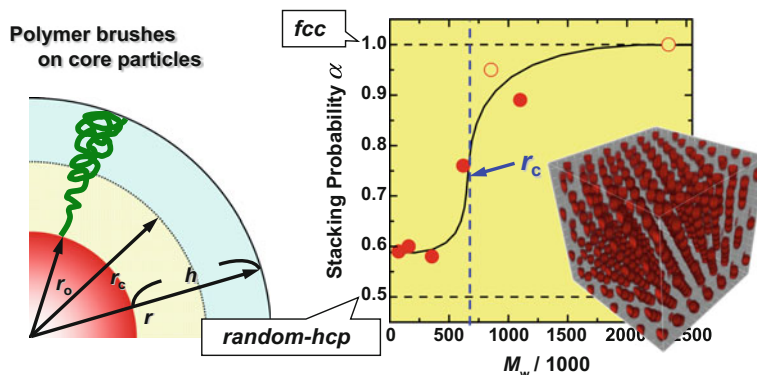 Polymer brushes
on core particles
r₀
r_c
r
h
fcc
random-hcp
Stacking Probability α
1.0
0.9
0.8
0.7
0.6
0.5
r_c
0
500
1000
1500
2000
2500
M_w / 1000